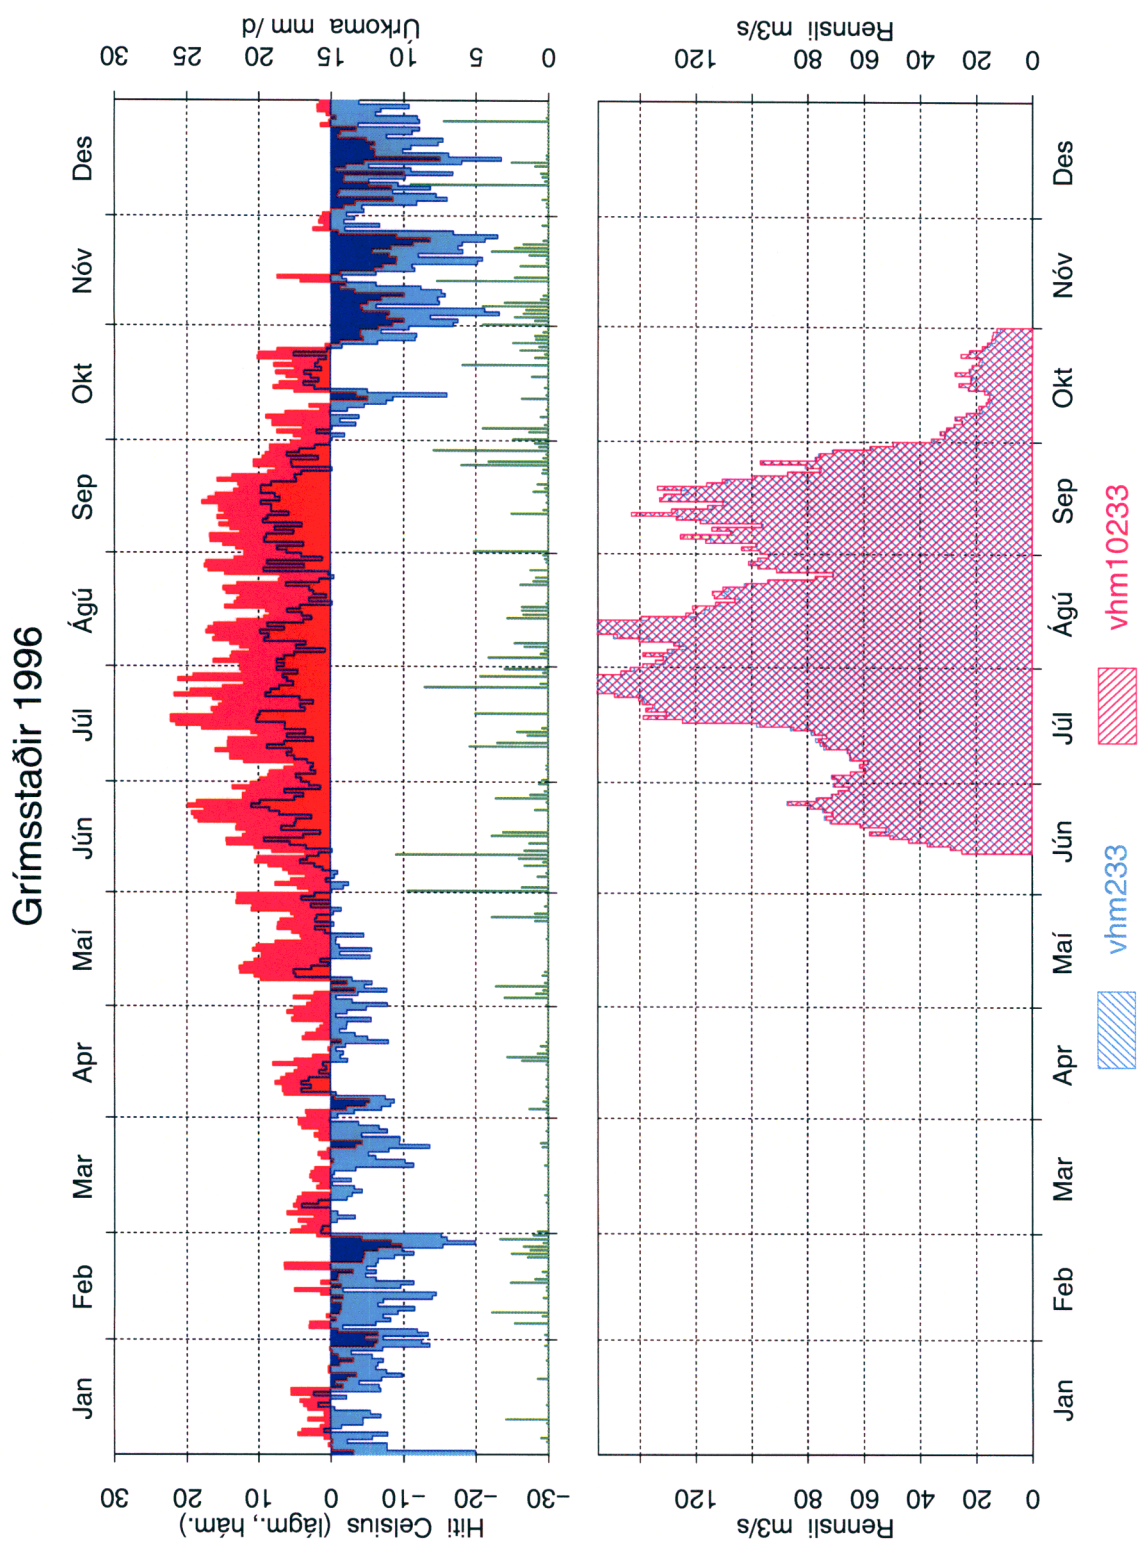 Grímsstaðir 1996
Jan Feb Mar Apr Maí Jún Júl Ágú Sep Okt Nóv Des
30 20 10 0 -10 -20 -30
Hiti Celsius (lágm., hám.)
30 25 20 15 10 5 0
Úrkoma mm/d
120 80 60 40 20 0
Rennsli m3/s
120 80 60 40 20 0
Rennsli m3/s
Jan Feb Mar Apr Maí Jún Júl Ágú Sep Okt Nóv Des
vhm233 vhm10233